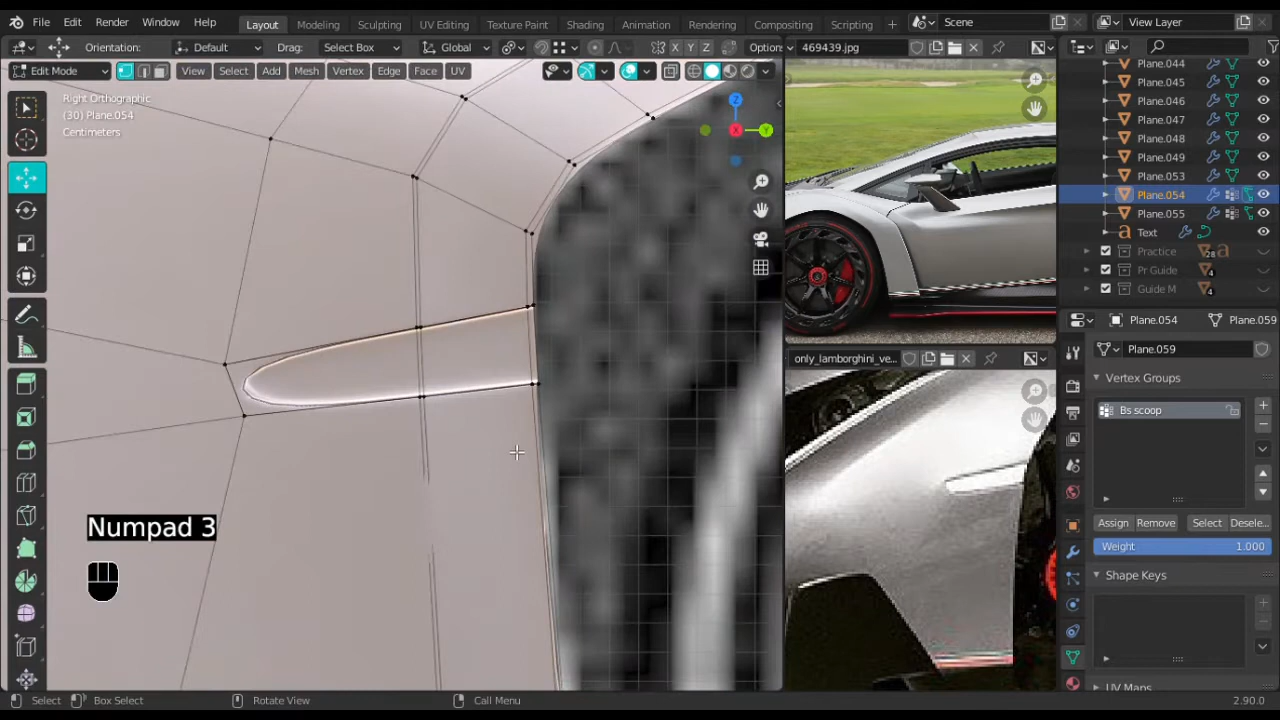 File Edit Render Window Help Layout Modeling Sculpting UV Editing Texture Paint Shading Animation Rendering Compositing Scripting + Scene View Layer
Orientation: Default Drag: Select Box Global X Y Z Options 469439.jpg
Edit Mode View Select Add Mesh Vertex Edge Face UV
Right Orthographic
(30) Plane.054
Centimeters
Z
X
Y
Plane.044
Plane.045
Plane.046
Plane.047
Plane.048
Plane.049
Plane.053
Plane.054
Plane.055
Text
Practice 28
Pr Guide 4
Guide M 4
Plane.054 Plane.059
only_lamborghini_ve...
Plane.059
Vertex Groups
Bs scoop
Assign Remove Select Desele...
Weight 1.000
Shape Keys
UV Maps
Numpad 3
Select Box Select Rotate View Call Menu 2.90.0